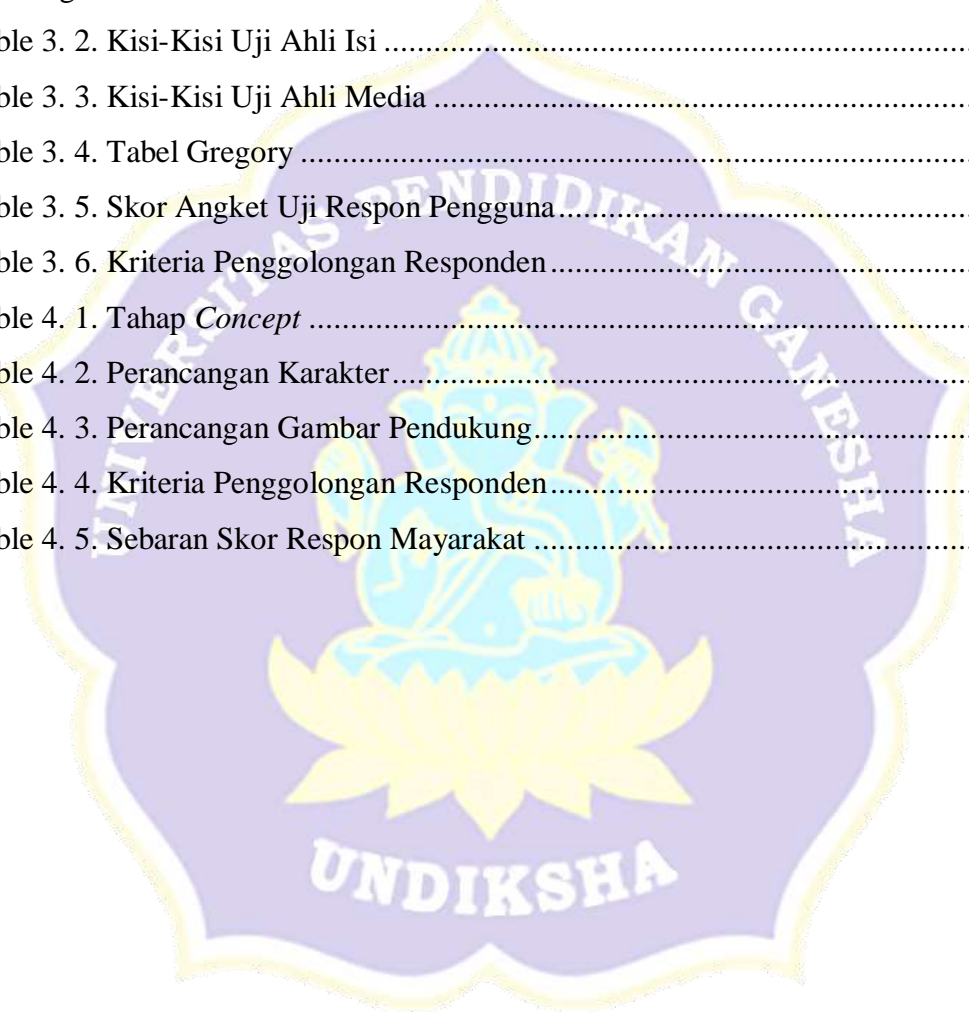 ble 3. 2. Kisi-Kisi Uji Ahli Isi ........................................................................
ble 3. 3. Kisi-Kisi Uji Ahli Media ..................................................................
ble 3. 4. Tabel Gregory ...................................................................................
ble 3. 5. Skor Angket Uji Respon Pengguna...................................................
ble 3. 6. Kriteria Penggolongan Responden....................................................
ble 4. 1. Tahap Concept ..................................................................................
ble 4. 2. Perancangan Karakter.......................................................................
ble 4. 3. Perancangan Gambar Pendukung.....................................................
ble 4. 4. Kriteria Penggolongan Responden....................................................
ble 4. 5. Sebaran Skor Respon Mayarakat ......................................................
UNIVERSITAS PENDIDIKAN GANESHA
UNDIKSHA